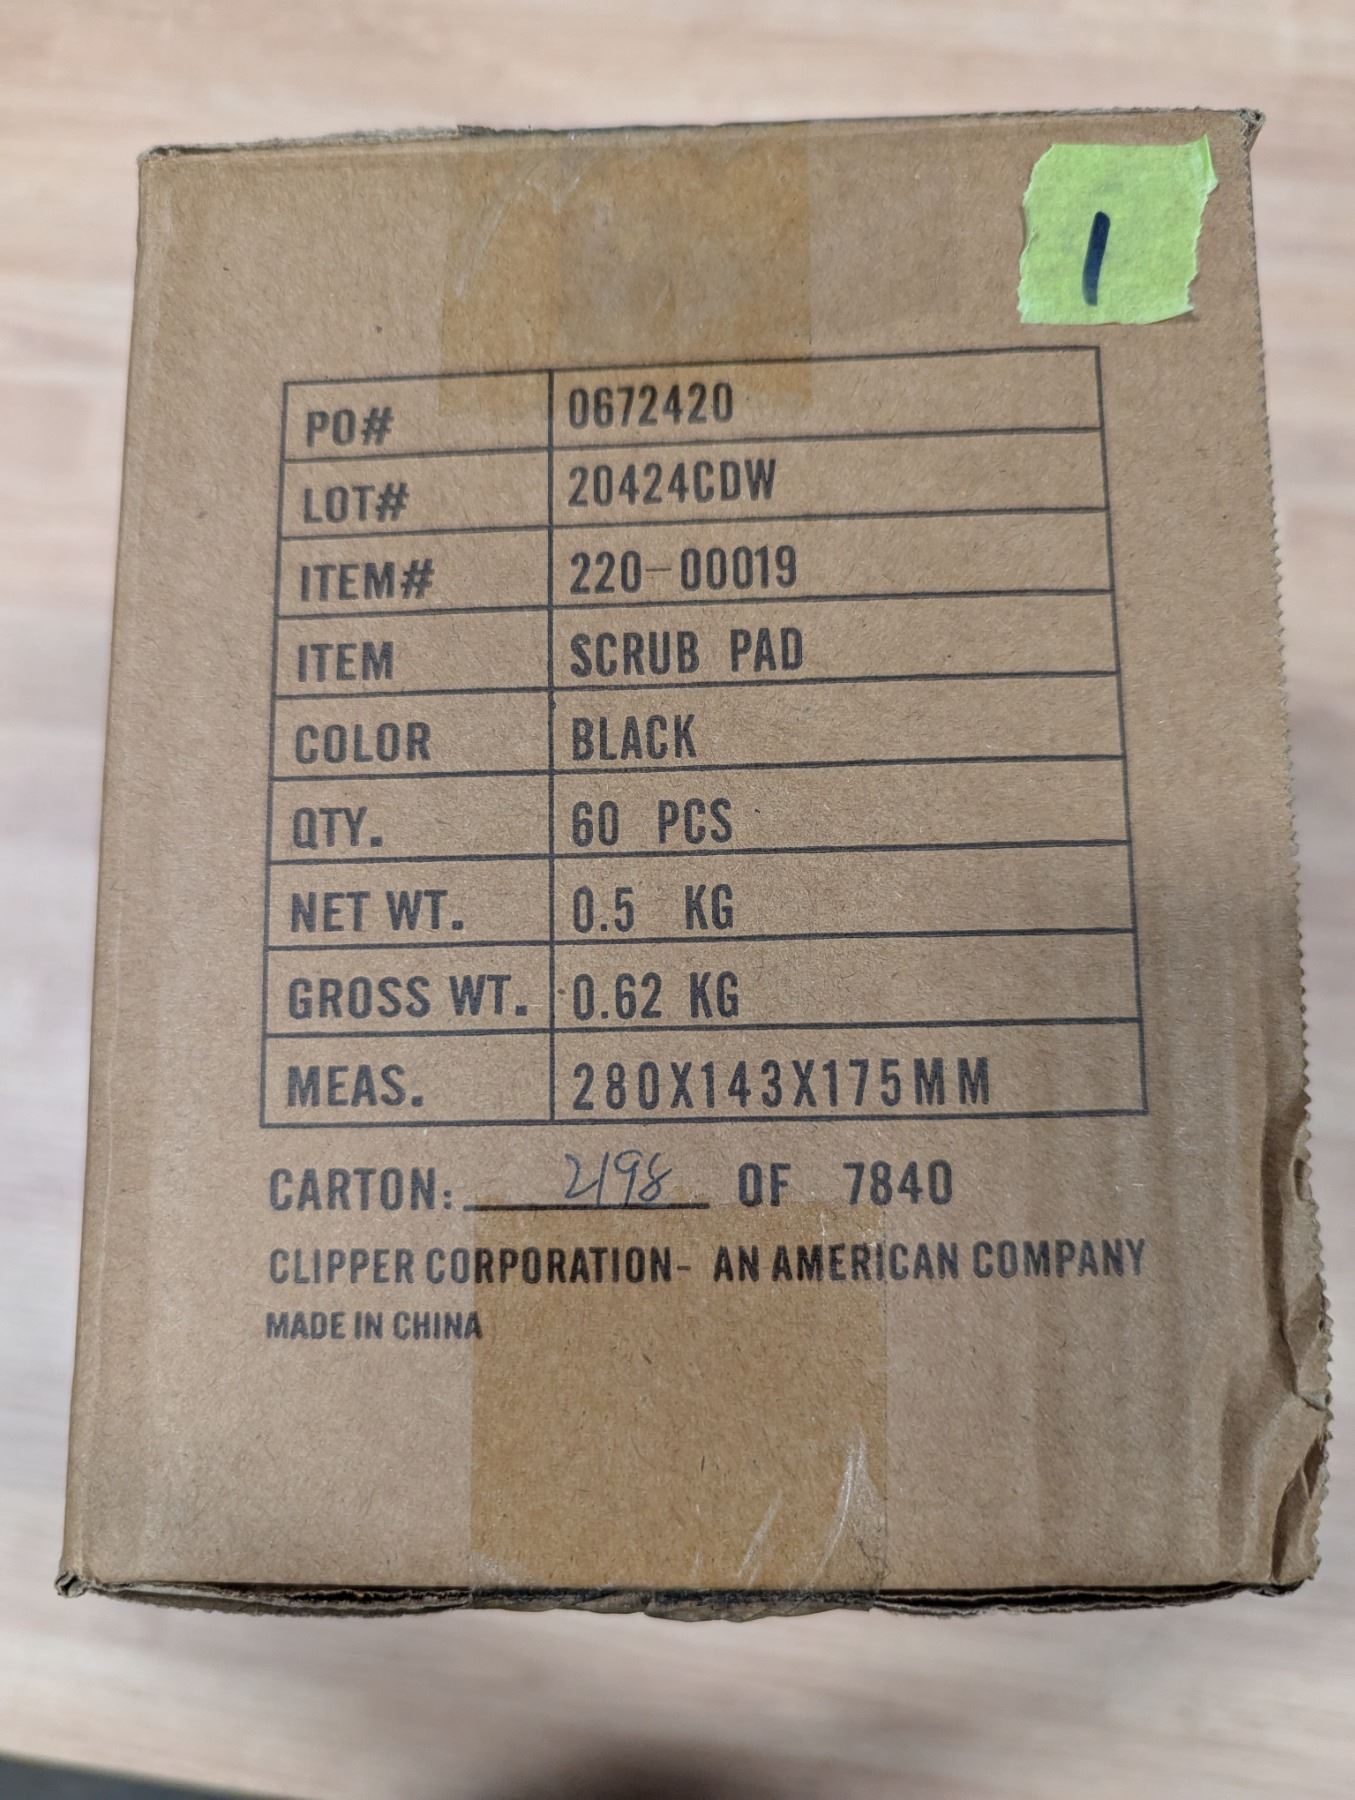 1
PO# 0672420
LOT# 20424CDW
ITEM# 220-00019
ITEM SCRUB PAD
COLOR BLACK
QTY. 60 PCS
NET WT. 0.5 KG
GROSS WT. 0.62 KG
MEAS. 280X143X175MM
CARTON: 2198 OF 7840
CLIPPER CORPORATION- AN AMERICAN COMPANY
MADE IN CHINA